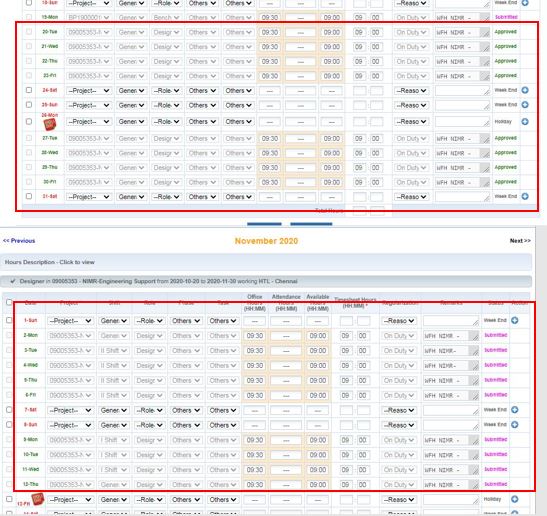 18-Sun --Project-- Gener --Role- Others Others --- --- --- --Reaso Week End
19-Mon BP1900001 Gener Bench Others Others 09:30 --- 09:00 09 00 On Duty WFH NIMR - Submitted
20-Tue 09005353-N Gener Desigr Others Others 09:30 --- 09:00 09 00 On Duty WFH NIMR - Approved
21-Wed 09005353-N Gener Desigr Others Others 09:30 --- 09:00 09 00 On Duty WFH NIMR - Approved
22-Thu 09005353-N Gener Desigr Others Others 09:30 --- 09:00 09 00 On Duty WFH NIMR - Approved
23-Fri 09005353-N Gener Desigr Others Others 09:30 --- 09:00 09 00 On Duty WFH NIMR - Approved
24-Sat --Project-- Gener --Role- Others Others --- --- --- --Reaso Week End
25-Sun --Project-- Gener --Role- Others Others --- --- --- --Reaso Week End
26-Mon --Project-- Gener --Role- Others Others --- --- --- --Reaso Holiday
27-Tue 09005353-N Gener Desigr Others Others 09:30 --- 09:00 09 00 On Duty WFH NIMR - Approved
28-Wed 09005353-N Gener Desigr Others Others 09:30 --- 09:00 09 00 On Duty WFH NIMR - Approved
29-Thu 09005353-N Gener Desigr Others Others 09:30 --- 09:00 09 00 On Duty WFH NIMR - Approved
30-Fri 09005353-N Gener Desigr Others Others 09:30 --- 09:00 09 00 On Duty WFH NIMR - Approved
31-Sat --Project-- Gener --Role- Others Others --- --- --- --Reaso Week End
Total Hours
<< Previous November 2020 Next >>
Hours Description - Click to view
Designer in 09005353 - NIMR-Engineering Support from 2020-10-20 to 2020-11-30 working HTL - Chennai
Date Project Shift Role Phase Task Office Hours (HH:MM) Attendance Hours (HH:MM) Available Hours (HH:MM) Timesheet Hours (HH:MM) * Regularization Remarks Status Action
1-Sun --Project-- Gener --Role- Others Others --- --- --- --Reaso Week End
2-Mon 09005353-N Gener Desigr Others Others 09:30 --- 09:00 09 00 On Duty WFH NIMR - Submitted
3-Tue 09005353-N II Shift Desigr Others Others 09:30 --- 09:00 09 00 On Duty WFH NIMR- Submitted
4-Wed 09005353-N II Shift Desigr Others Others 09:30 --- 09:00 09 00 On Duty WFH NIMR- Submitted
5-Thu 09005353-N II Shift Desigr Others Others 09:30 --- 09:00 09 00 On Duty WFH NIMR- Submitted
6-Fri 09005353-N II Shift Desigr Others Others 09:30 --- 09:00 09 00 On Duty WFH NIMR- Submitted
7-Sat --Project-- Gener --Role- Others Others --- --- --- --Reaso Week End
8-Sun --Project-- Gener --Role- Others Others --- --- --- --Reaso Week End
9-Mon 09005353-N I Shift Desigr Others Others 09:30 --- 09:00 09 00 On Duty WFH NIMR - Submitted
10-Tue 09005353-N I Shift Desigr Others Others 09:30 --- 09:00 09 00 On Duty WFH NIMR - Submitted
11-Wed 09005353-N I Shift Desigr Others Others 09:30 --- 09:00 09 00 On Duty WFH NIMR - Submitted
12-Thu 09005353-N I Shift Desigr Others Others 09:30 --- 09:00 09 00 On Duty WFH NIMR - Submitted
13-Fri --Project-- Gener --Role- Others Others --- --- --- --Reaso Holiday